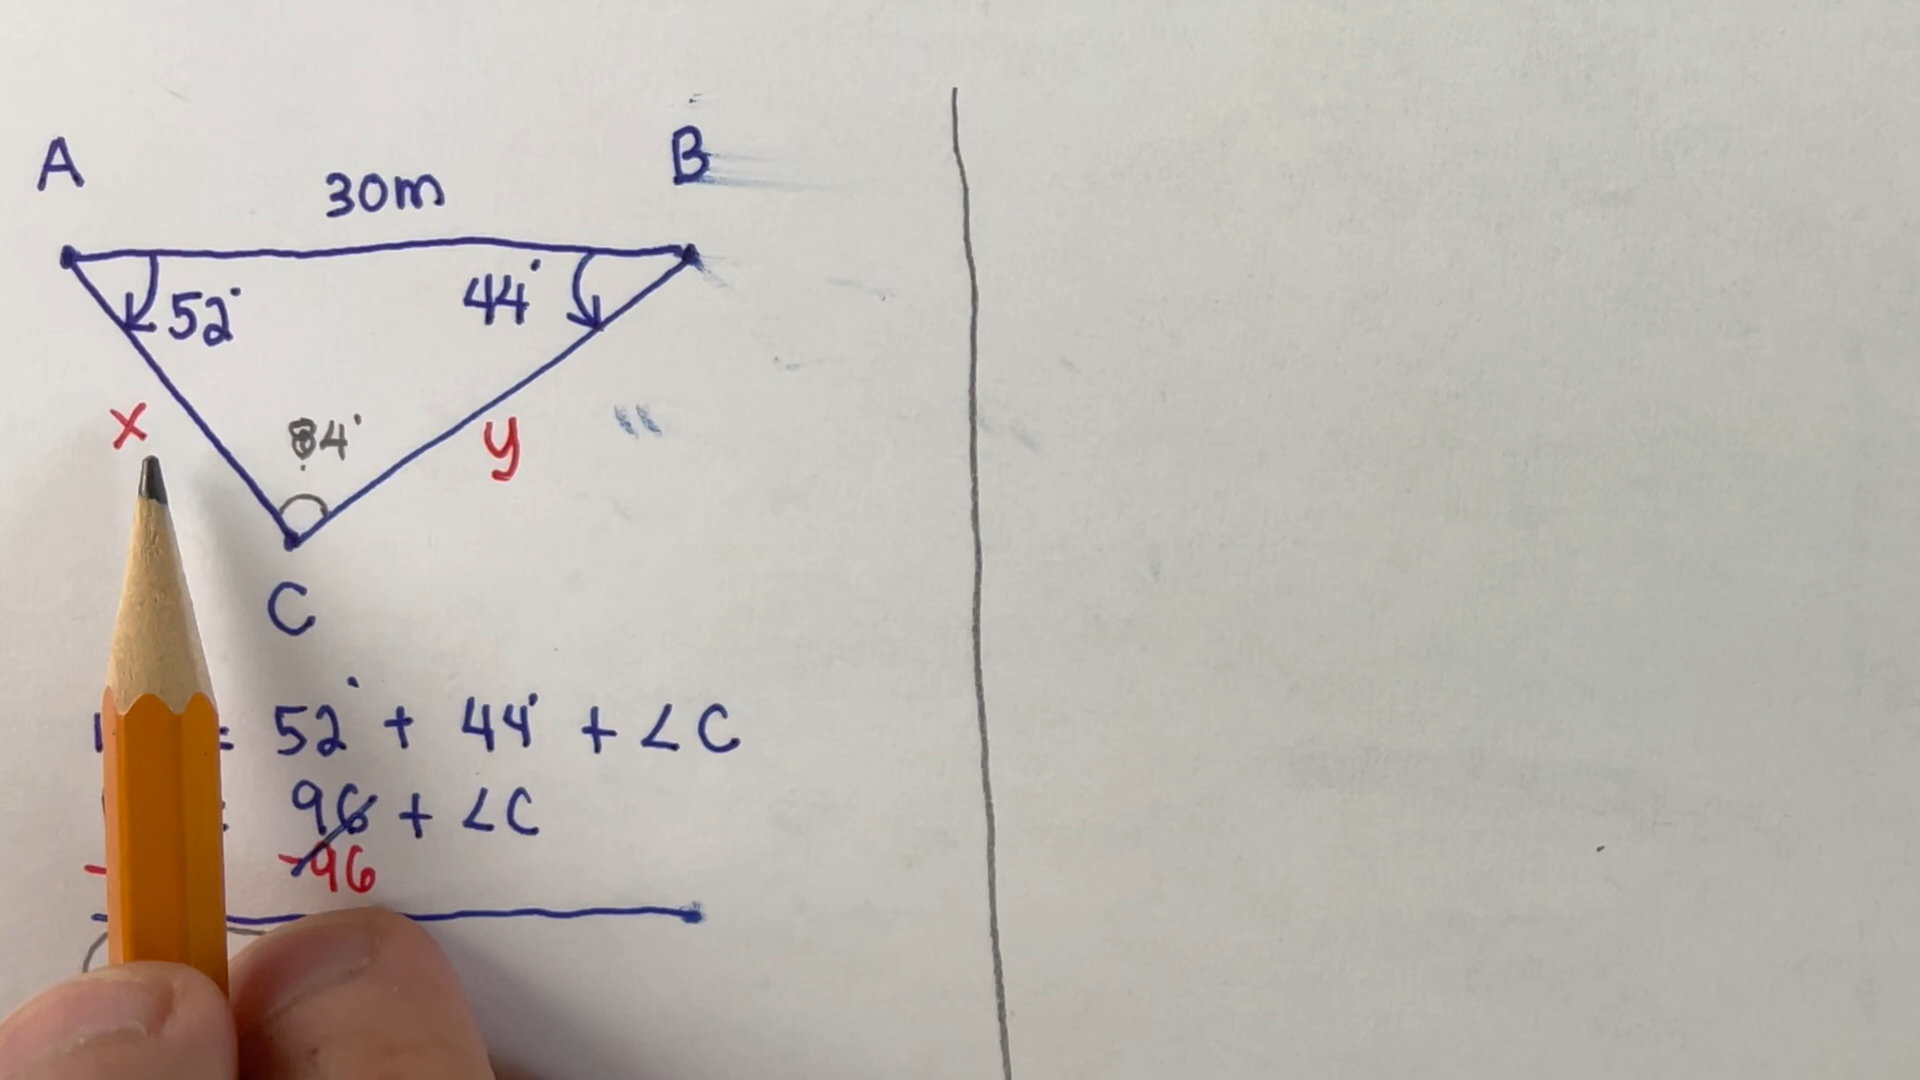 A
B
30m
52°
44°
x
84°
y
C
= 52° + 44° + ∠C
96 + ∠C
-96